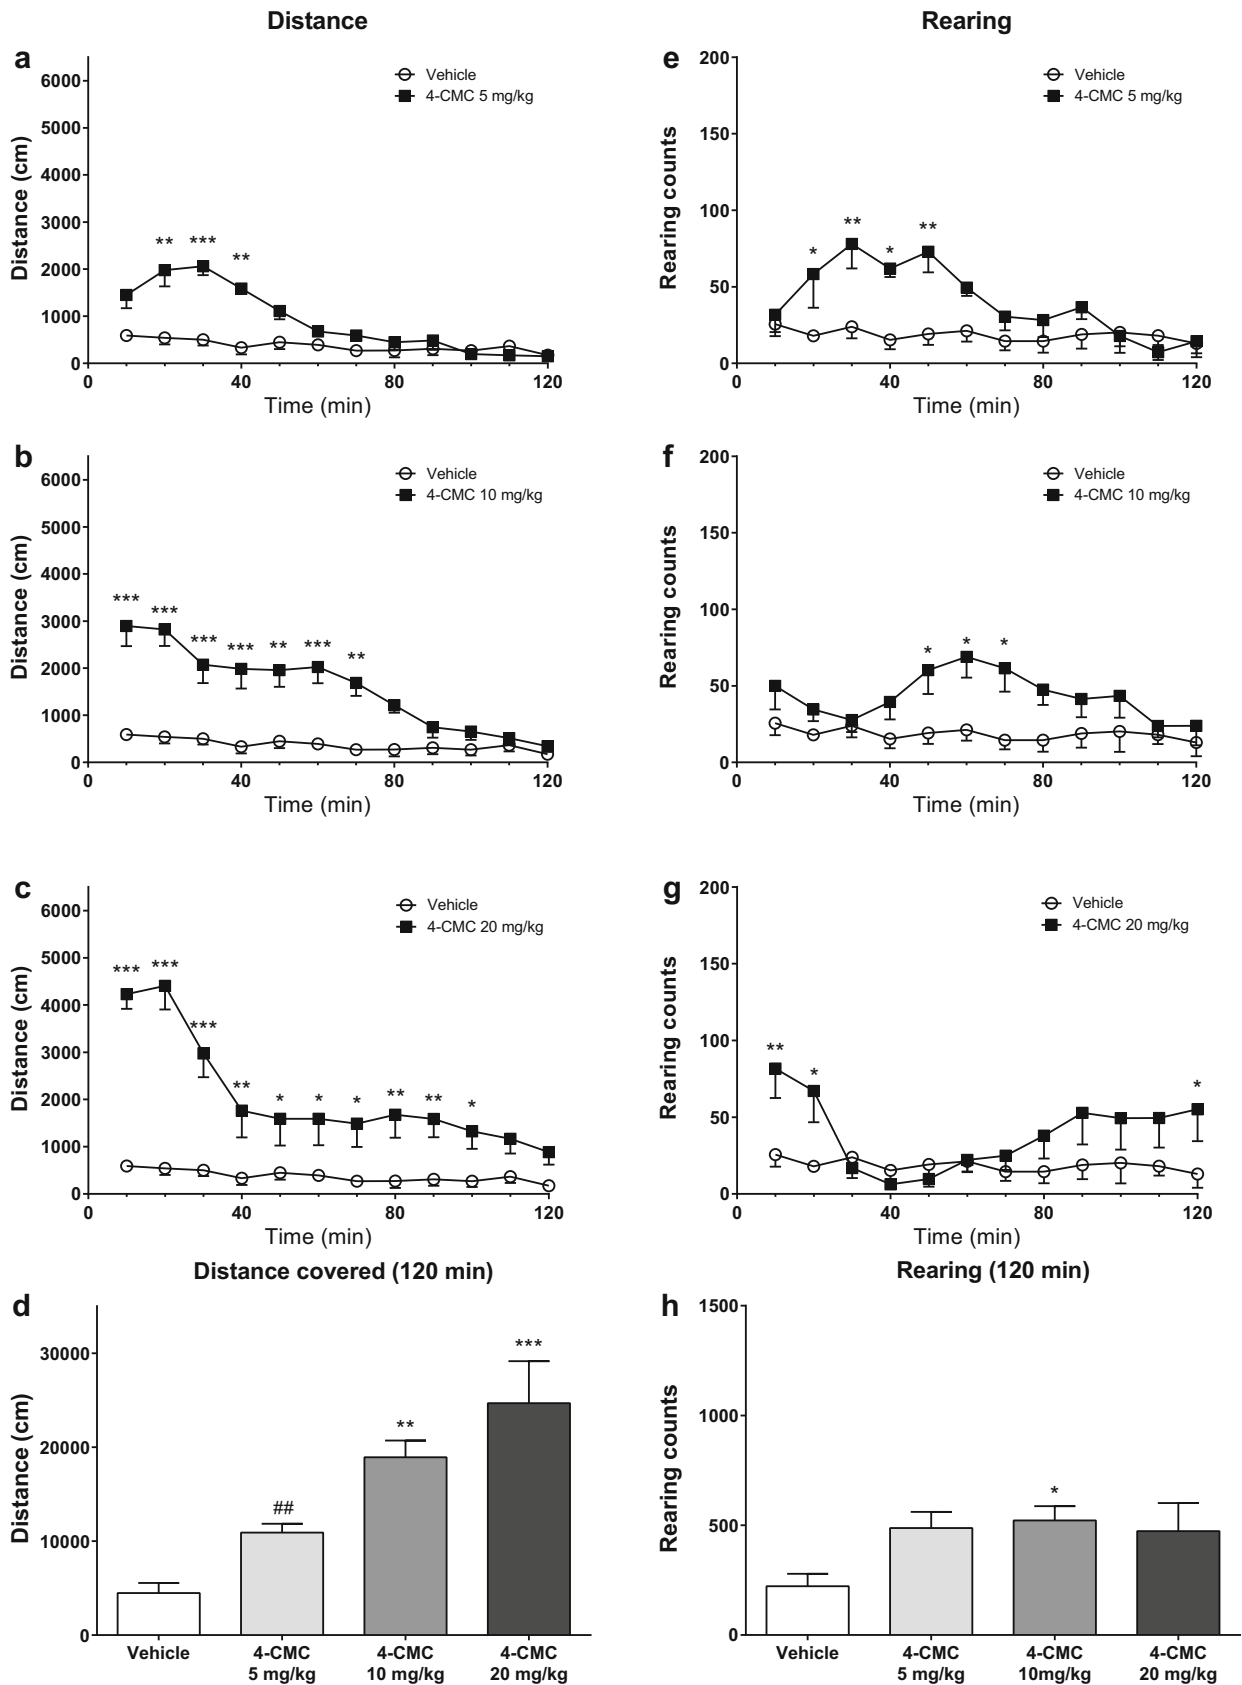 Distance
Rearing
a
6000
5000
4000
3000
2000
1000
0
Distance (cm)
Vehicle
4-CMC 5 mg/kg
**
***
**
0
40
80
120
Time (min)
e
200
150
100
50
0
Rearing counts
Vehicle
4-CMC 5 mg/kg
*
**
*
**
0
40
80
120
Time (min)
b
6000
5000
4000
3000
2000
1000
0
Distance (cm)
Vehicle
4-CMC 10 mg/kg
***
***
***
***
**
***
**
0
40
80
120
Time (min)
f
200
150
100
50
0
Rearing counts
Vehicle
4-CMC 10 mg/kg
*
*
*
0
40
80
120
Time (min)
c
6000
5000
4000
3000
2000
1000
0
Distance (cm)
Vehicle
4-CMC 20 mg/kg
***
***
***
**
*
*
*
**
**
*
0
40
80
120
Time (min)
g
200
150
100
50
0
Rearing counts
Vehicle
4-CMC 20 mg/kg
**
*
*
0
40
80
120
Time (min)
Distance covered (120 min)
d
30000
20000
10000
0
Distance (cm)
##
**
***
Vehicle
4-CMC
5 mg/kg
4-CMC
10 mg/kg
4-CMC
20 mg/kg
Rearing (120 min)
h
1500
1000
500
0
Rearing counts
*
Vehicle
4-CMC
5 mg/kg
4-CMC
10mg/kg
4-CMC
20 mg/kg